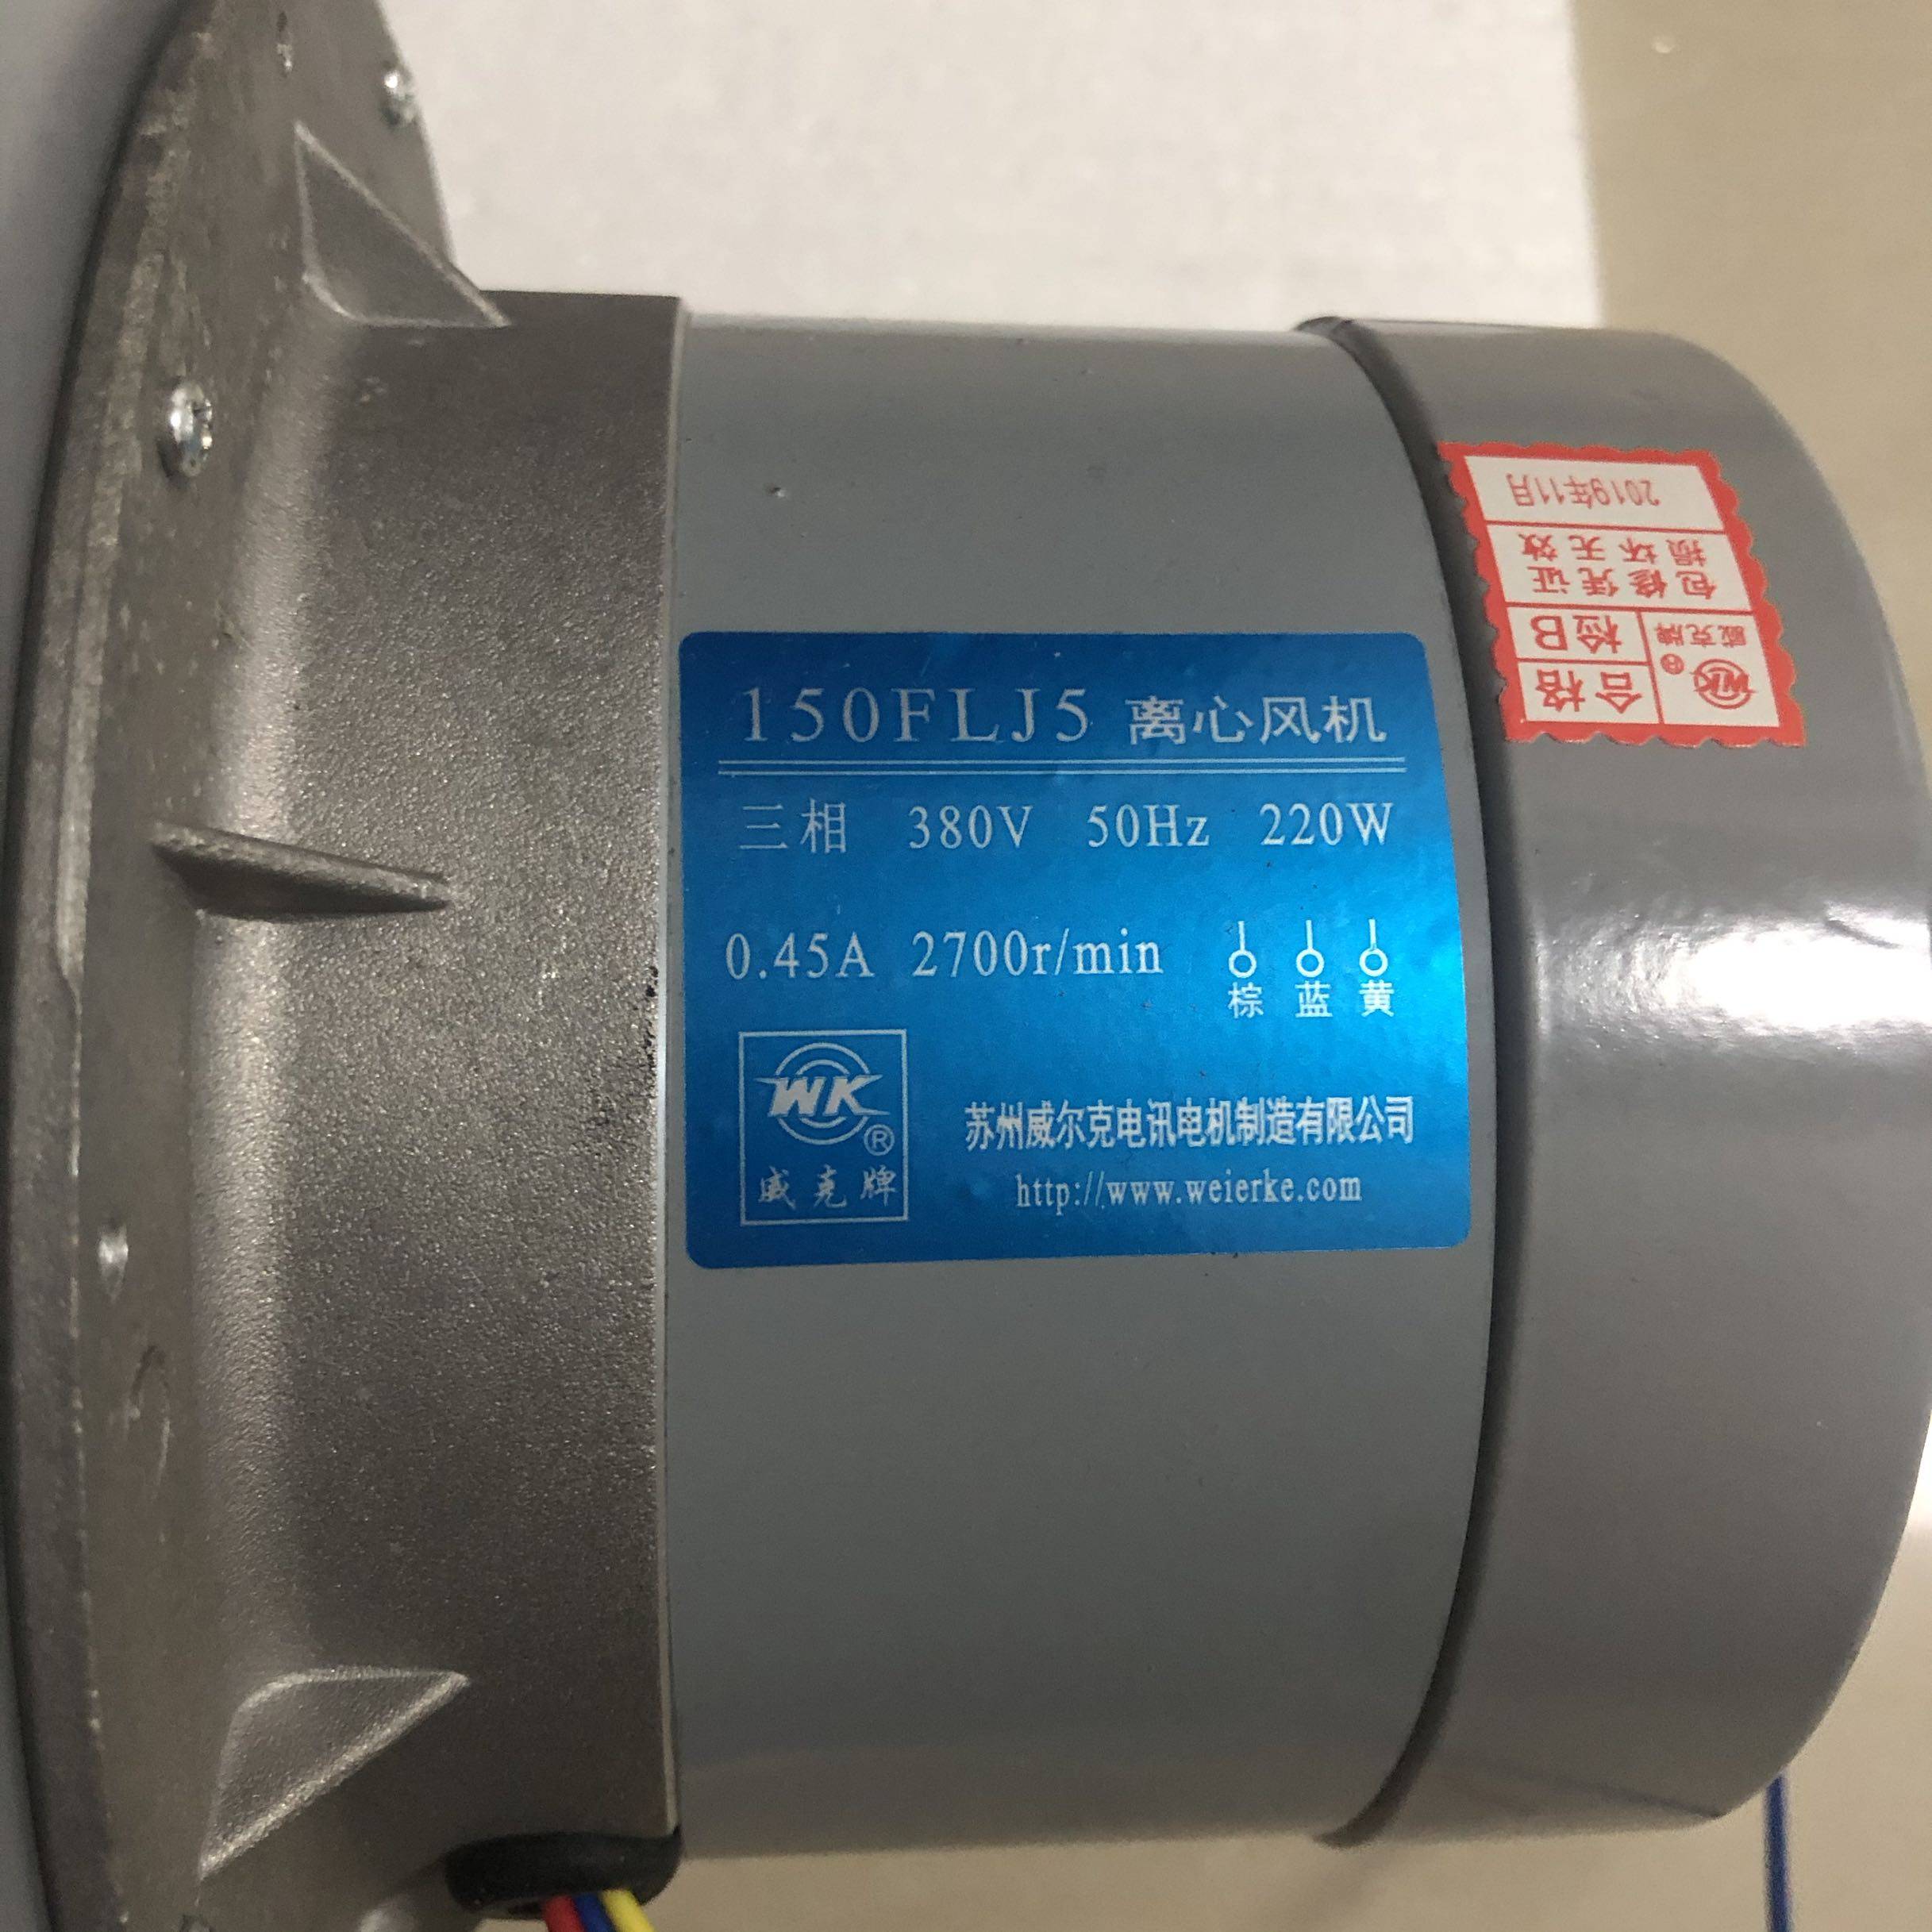 150FLJ5 离心风机
三相 380V 50Hz 220W
0.45A 2700r/min
棕 蓝 黄
WK®
威克牌
苏州威尔克电讯电机制造有限公司
http://www.weierke.com
WK®
威克牌
合格
检B
包修凭证
损坏无效
2019年11月